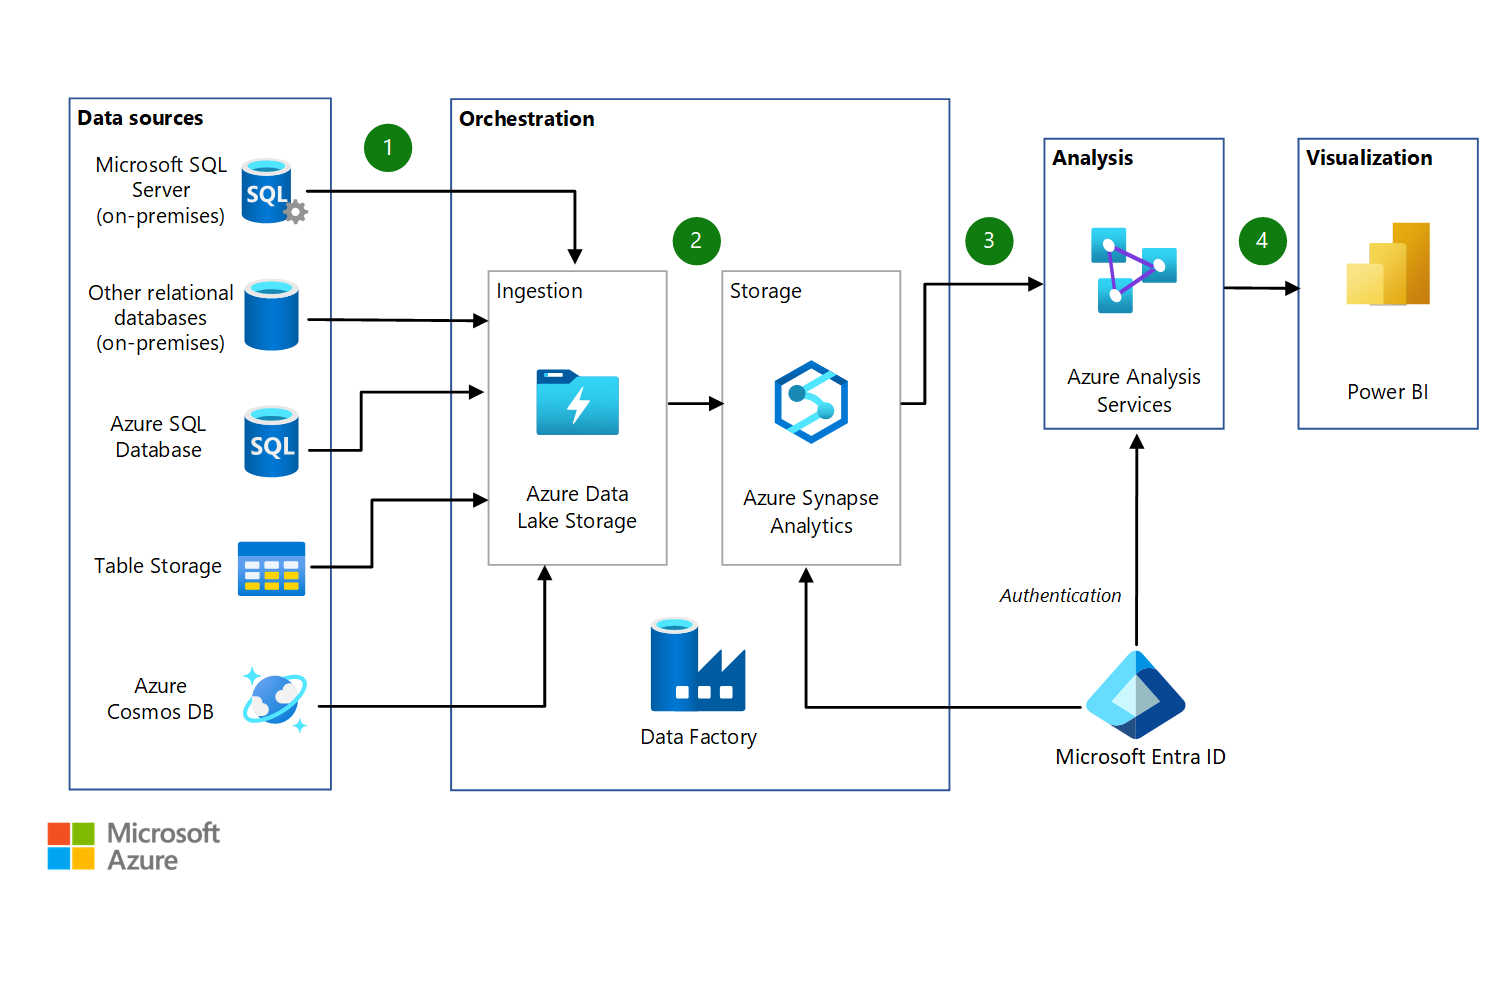 Data sources
Microsoft SQL
Server
(on-premises)
SQL
Other relational
databases
(on-premises)
Azure SQL
Database
SQL
Table Storage
Azure
Cosmos DB
1
Orchestration
Ingestion
Azure Data
Lake Storage
2
Storage
Azure Synapse
Analytics
Data Factory
3
Analysis
Azure Analysis
Services
4
Visualization
Power BI
Authentication
Microsoft Entra ID
Microsoft
Azure